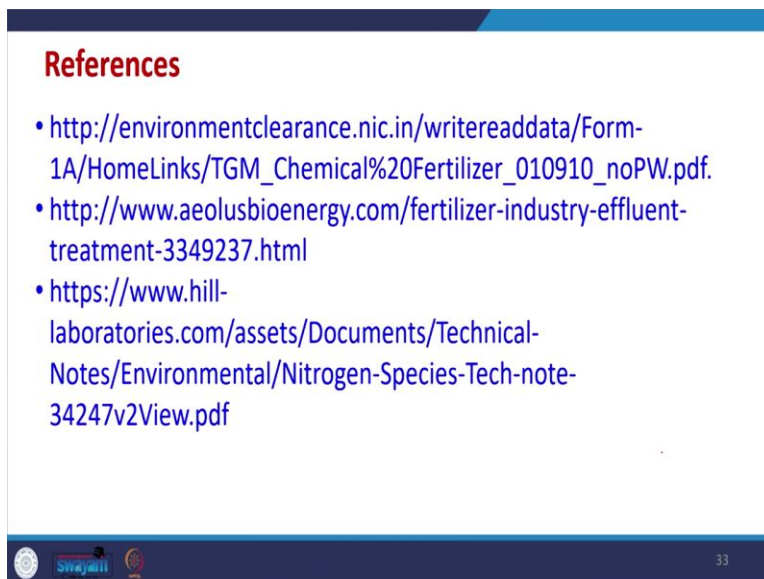 References
• http://environmentclearance.nic.in/writereaddata/Form-
1A/HomeLinks/TGM_Chemical%20Fertilizer_010910_noPW.pdf.
• http://www.aeolusbioenergy.com/fertilizer-industry-effluent-
treatment-3349237.html
• https://www.hill-
laboratories.com/assets/Documents/Technical-
Notes/Environmental/Nitrogen-Species-Tech-note-
34247v2View.pdf
swayam
33